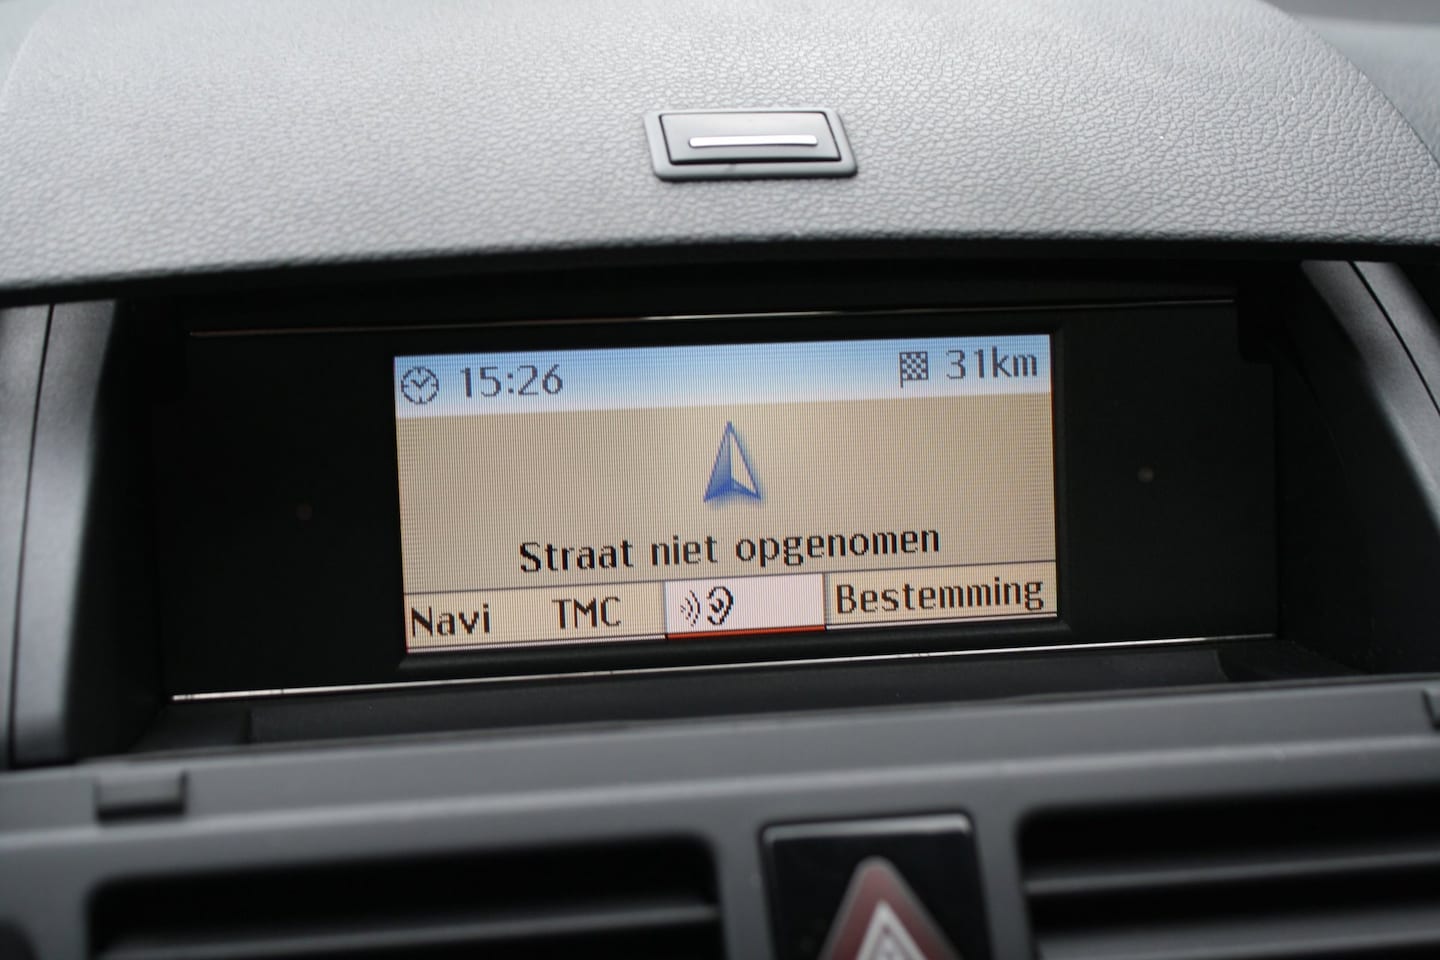 15:26 31km
Straat niet opgenomen
Navi TMC Bestemming